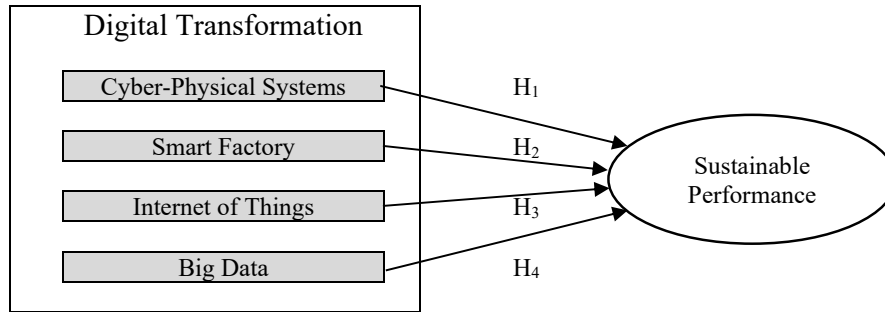 Digital Transformation
Cyber-Physical Systems
H₁
Smart Factory
H₂
Sustainable
Performance
Internet of Things
H₃
Big Data
H₄